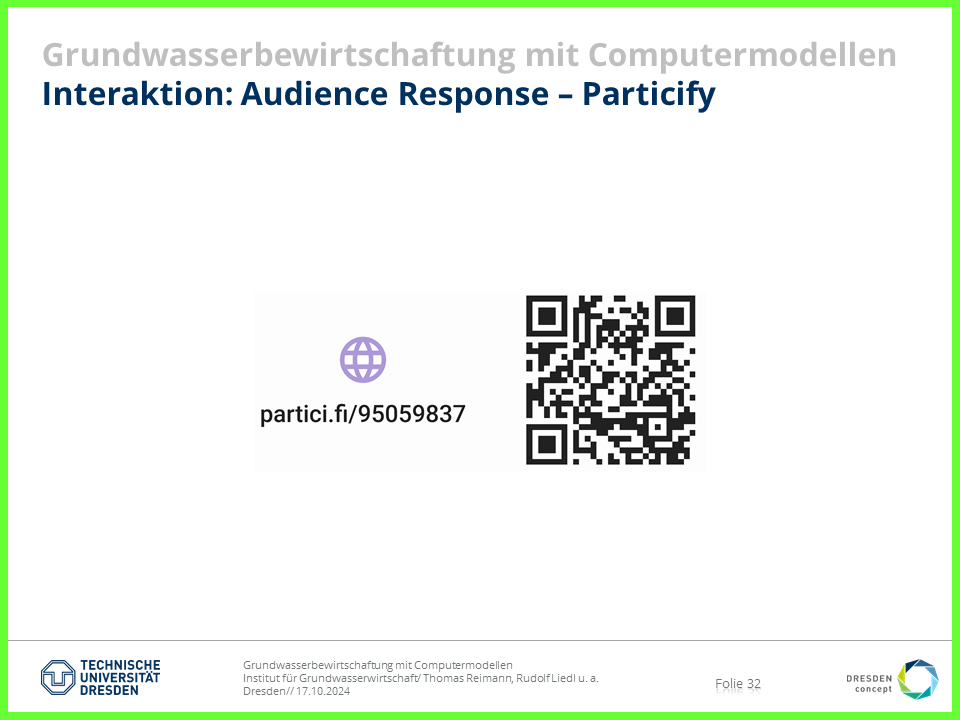 Grundwasserbewirtschaftung mit Computermodellen
Interaktion: Audience Response – Particify
partici.fi/95059837
TECHNISCHE
UNIVERSITÄT
DRESDEN
Grundwasserbewirtschaftung mit Computermodellen
Institut für Grundwasserwirtschaft/ Thomas Reimann, Rudolf Liedl u. a.
Dresden// 17.10.2024
Folie 32
DRESDEN
concept